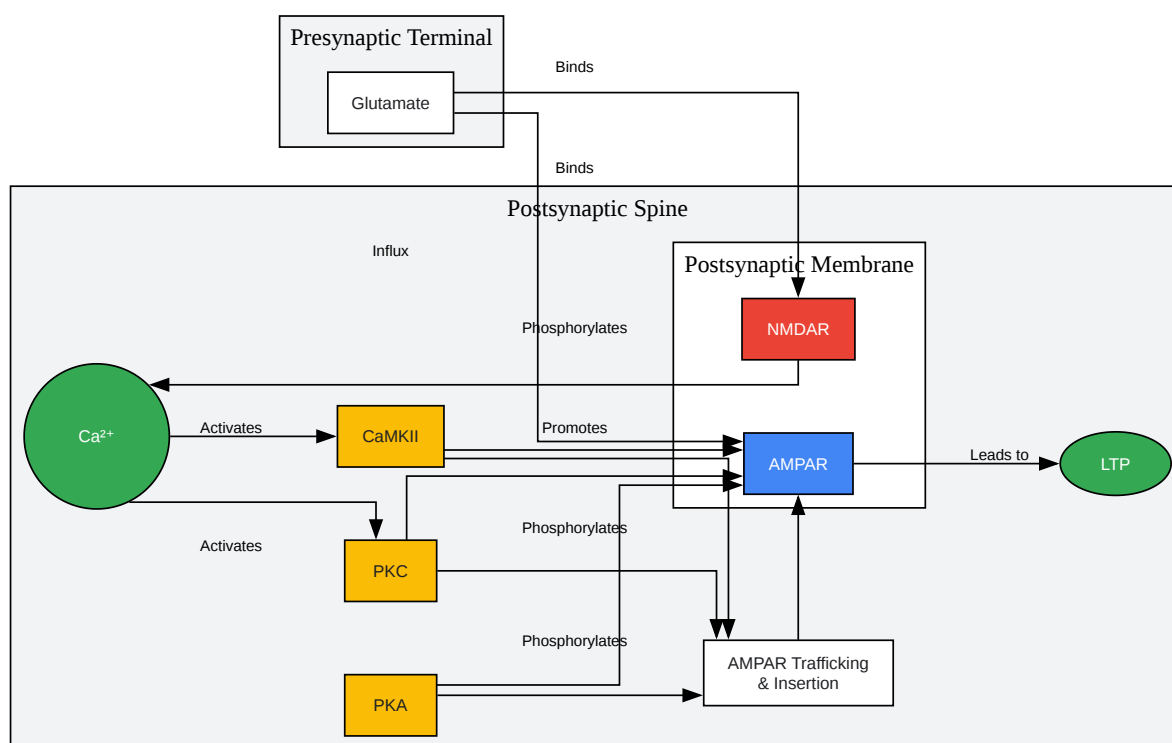 Presynaptic Terminal
Binds
Glutamate
Binds
Postsynaptic Spine
Influx
Postsynaptic Membrane
Phosphorylates
NMDAR
Ca²⁺
Activates
CaMKII
Promotes
AMPAR
Leads to
LTP
Phosphorylates
Activates
PKC
Phosphorylates
AMPAR Trafficking
& Insertion
PKA